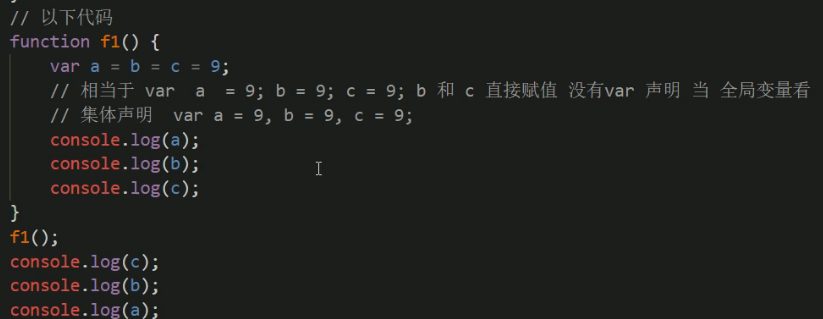 // 以下代码
function f1() {
    var a = b = c = 9;
    // 相当于 var  a  = 9; b = 9; c = 9; b 和 c 直接赋值 没有var 声明 当 全局变量看
    // 集体声明  var a = 9, b = 9, c = 9;
    console.log(a);
    console.log(b);
    console.log(c);
}
f1();
console.log(c);
console.log(b);
console.log(a);